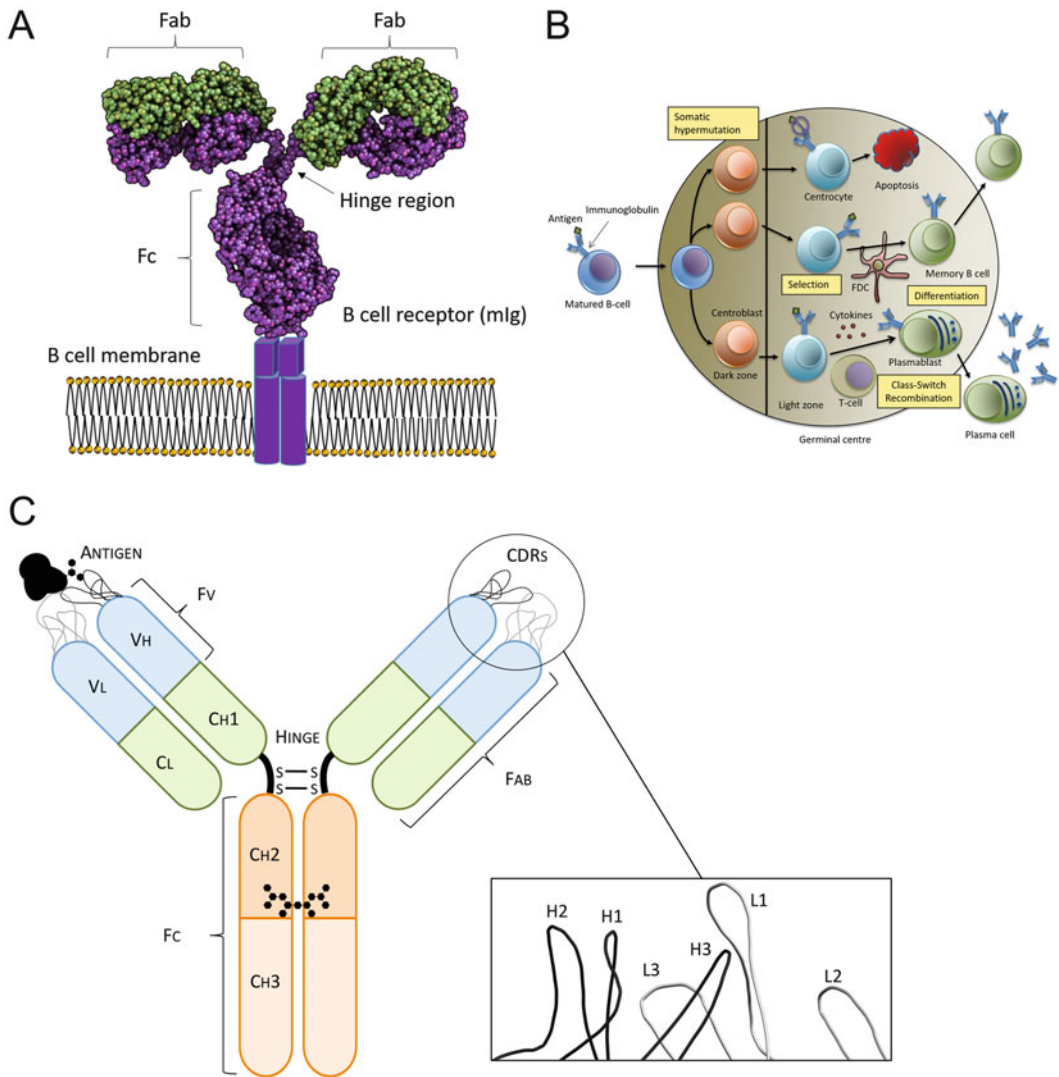 A
Fab
Fab
Hinge region
Fc
B cell receptor (mIg)
B cell membrane
B
Somatic
hypermutation
Centrocyte
Apoptosis
Antigen
Immunoglobulin
Matured B-cell
Selection
FDC
Memory B cell
Differentiation
Centroblast
Cytokines
Dark zone
Plasmablast
Light zone
T-cell
Class-Switch
Recombination
Plasma cell
Germinal centre
C
ANTIGEN
CDRS
FV
VH
VL
CH1
HINGE
CL
S S
S S
FAB
CH2
FC
CH3
H2
H1
L1
H3
L3
L2